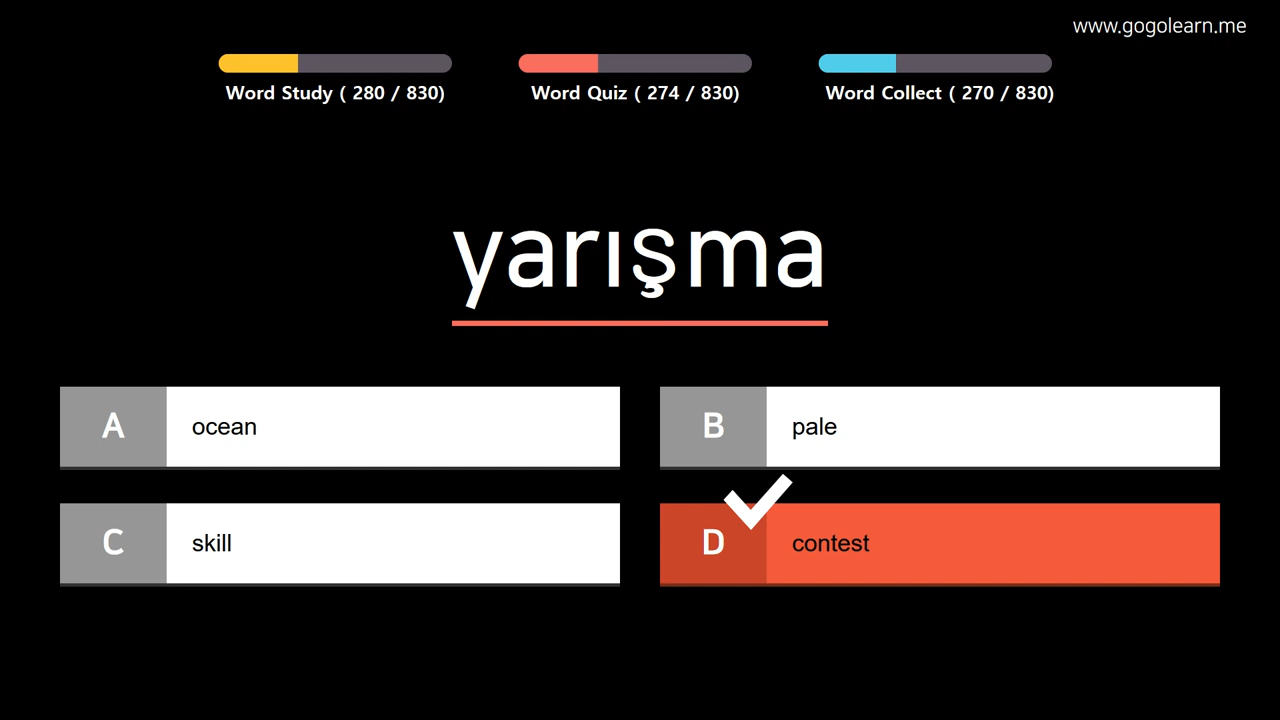 www.gogolearn.me
Word Study ( 280 / 830)
Word Quiz ( 274 / 830)
Word Collect ( 270 / 830)
yarışma
A ocean
B pale
C skill
D contest